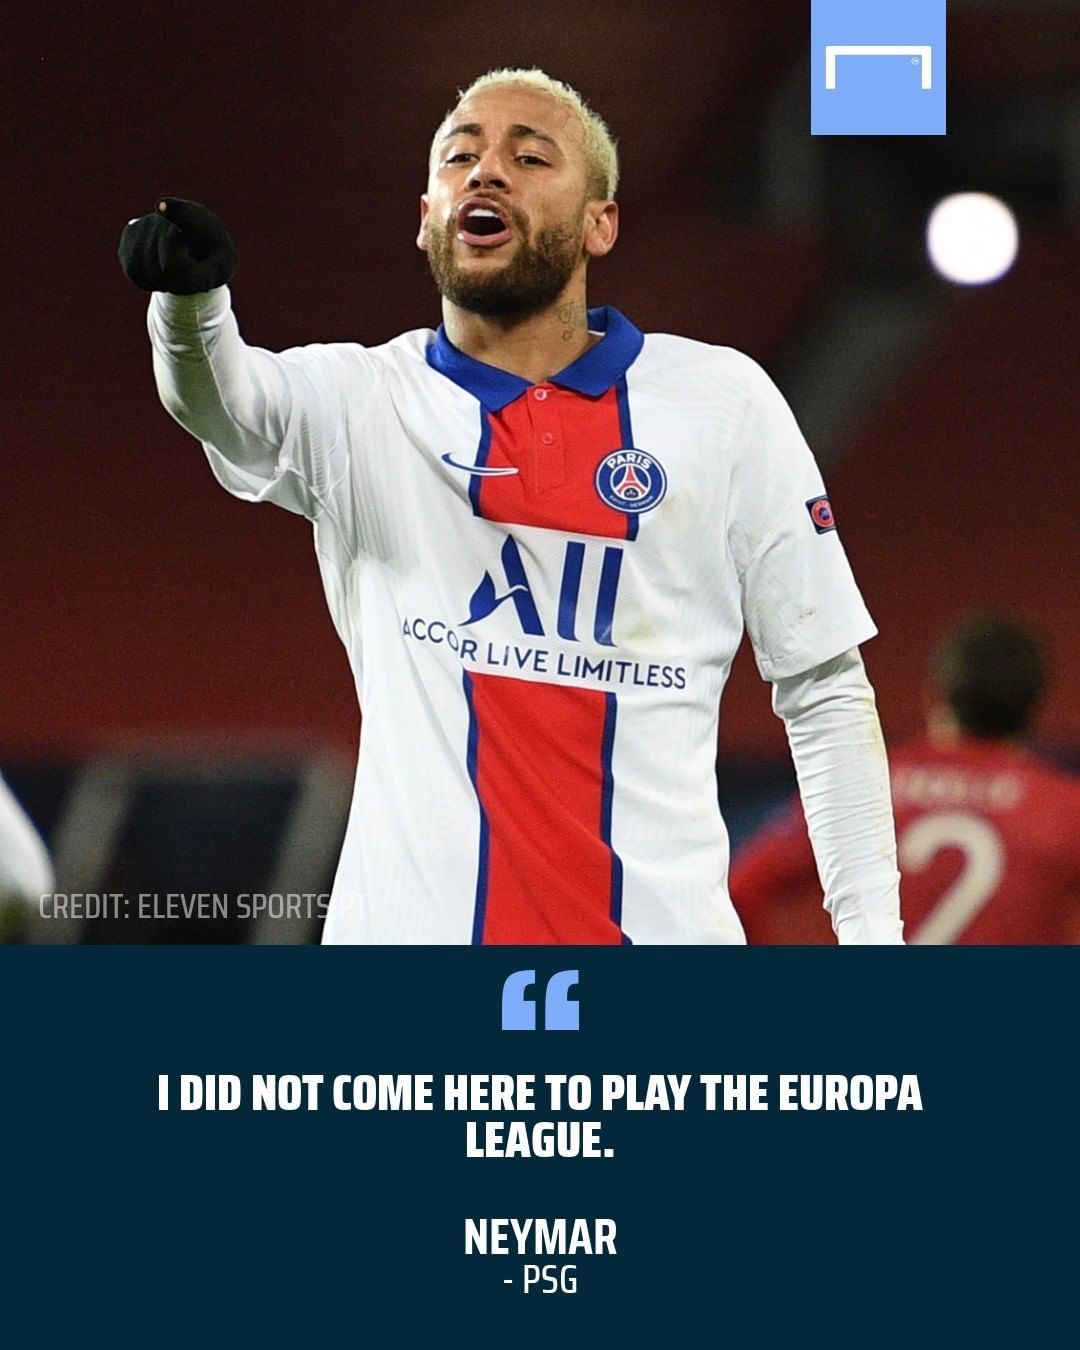 PARIS
All
ACCOR LIVE LIMITLESS
2
CREDIT: ELEVEN SPORTS PT
“
I DID NOT COME HERE TO PLAY THE EUROPA
LEAGUE.
NEYMAR
- PSG